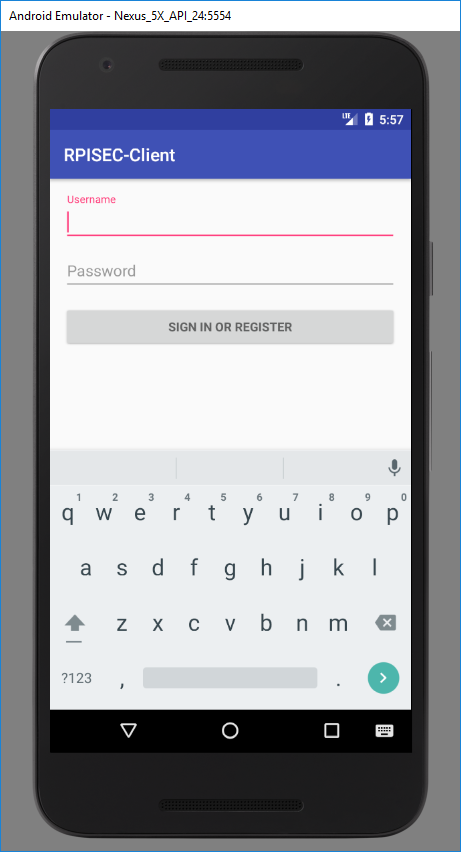 Android Emulator - Nexus_5X_API_24:5554
LTE 5:57
RPISEC-Client
Username
Password
SIGN IN OR REGISTER
1 2 3 4 5 6 7 8 9 0
q w e r t y u i o p
a s d f g h j k l
z x c v b n m
?123 , .